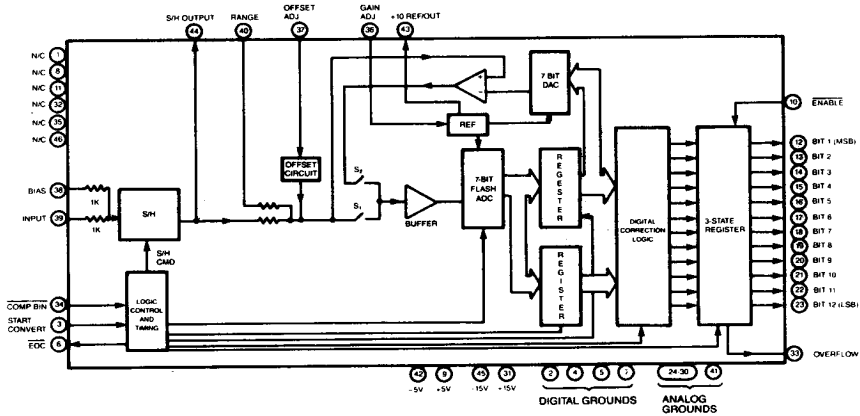 S/H OUTPUT
44
RANGE
40
OFFSET
ADJ
37
GAIN
ADJ
36
+10 REF/OUT
43
N/C 1
N/C 8
N/C 11
N/C 32
N/C 35
N/C 46
BIAS 38
INPUT 39
1K
1K
S/H
S/H
CMD
COMP BIN 34
START
CONVERT 3
EOC 6
LOGIC
CONTROL
AND
TIMING
OFFSET
CIRCUIT
S₂
S₁
BUFFER
+
−
REF
7 BIT
DAC
7-BIT
FLASH
ADC
REGESTER
REGISTER
DIGITAL
CORRECTION
LOGIC
3-STATE
REGISTER
10 ENABLE
12 BIT 1 (MSB)
13 BIT 2
14 BIT 3
15 BIT 4
16 BIT 5
17 BIT 6
18 BIT 7
19 BIT 8
20 BIT 9
21 BIT 10
22 BIT 11
23 BIT 12 (LSB)
33 OVERFLOW
42 9 45 31
-5V +5V -15V +15V
2 4 5 7
DIGITAL GROUNDS
24-30 41
ANALOG
GROUNDS